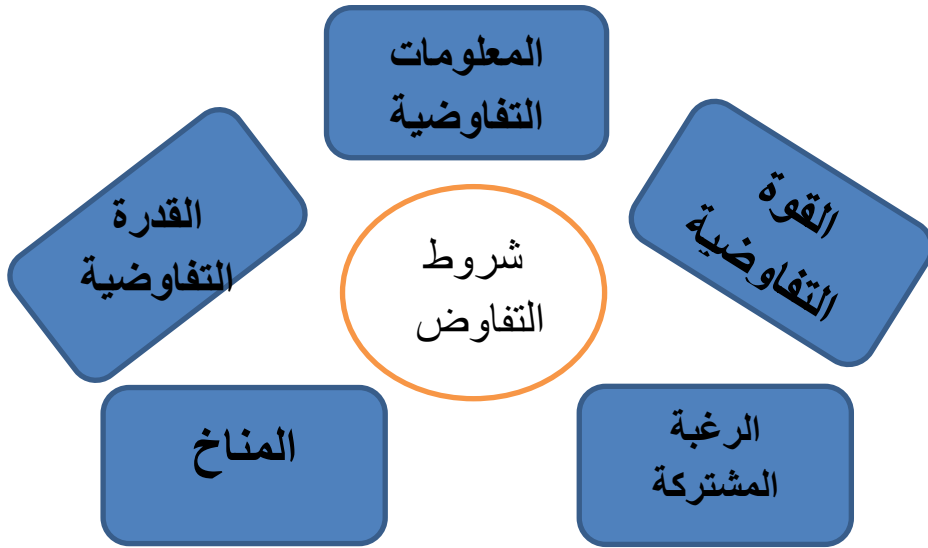 المعلومات
التفاوضية
القوة
التفاوضية
القدرة
التفاوضية
شروط
التفاوض
الرغبة
المشتركة
المناخ